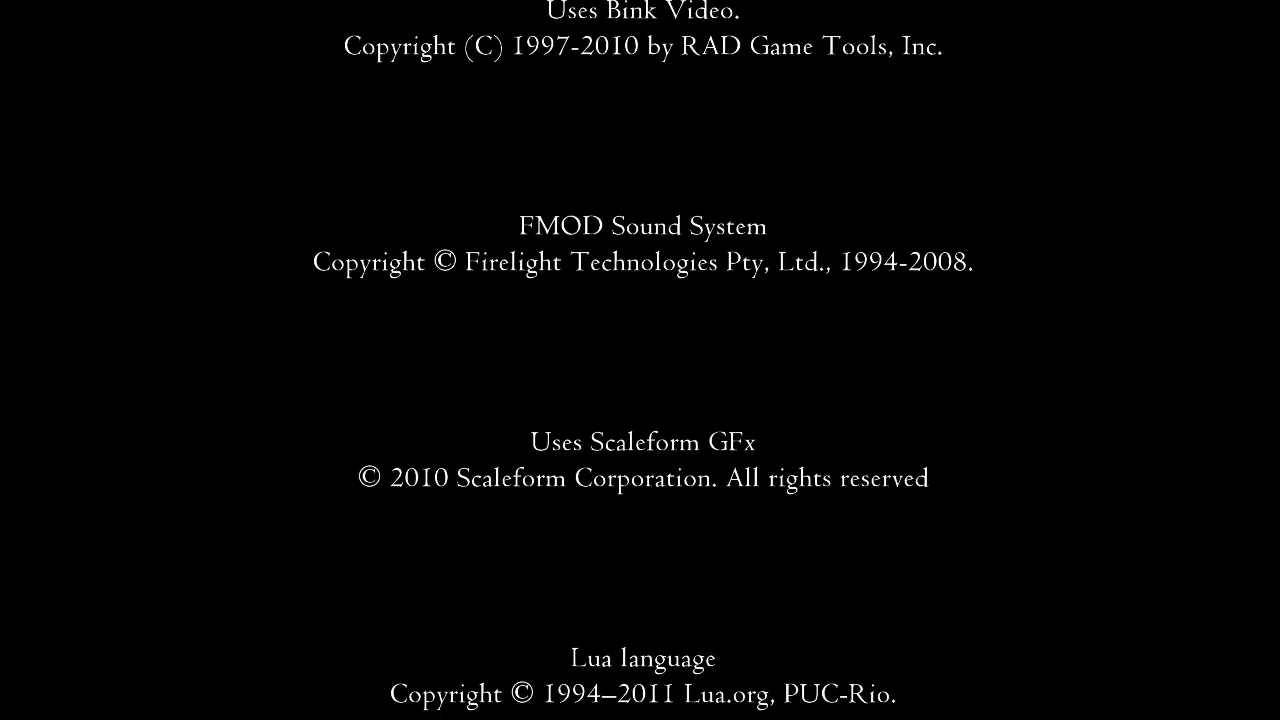 Uses Bink Video.
Copyright (C) 1997-2010 by RAD Game Tools, Inc.
FMOD Sound System
Copyright © Firelight Technologies Pty, Ltd., 1994-2008.
Uses Scaleform GFx
© 2010 Scaleform Corporation. All rights reserved
Lua language
Copyright © 1994–2011 Lua.org, PUC-Rio.